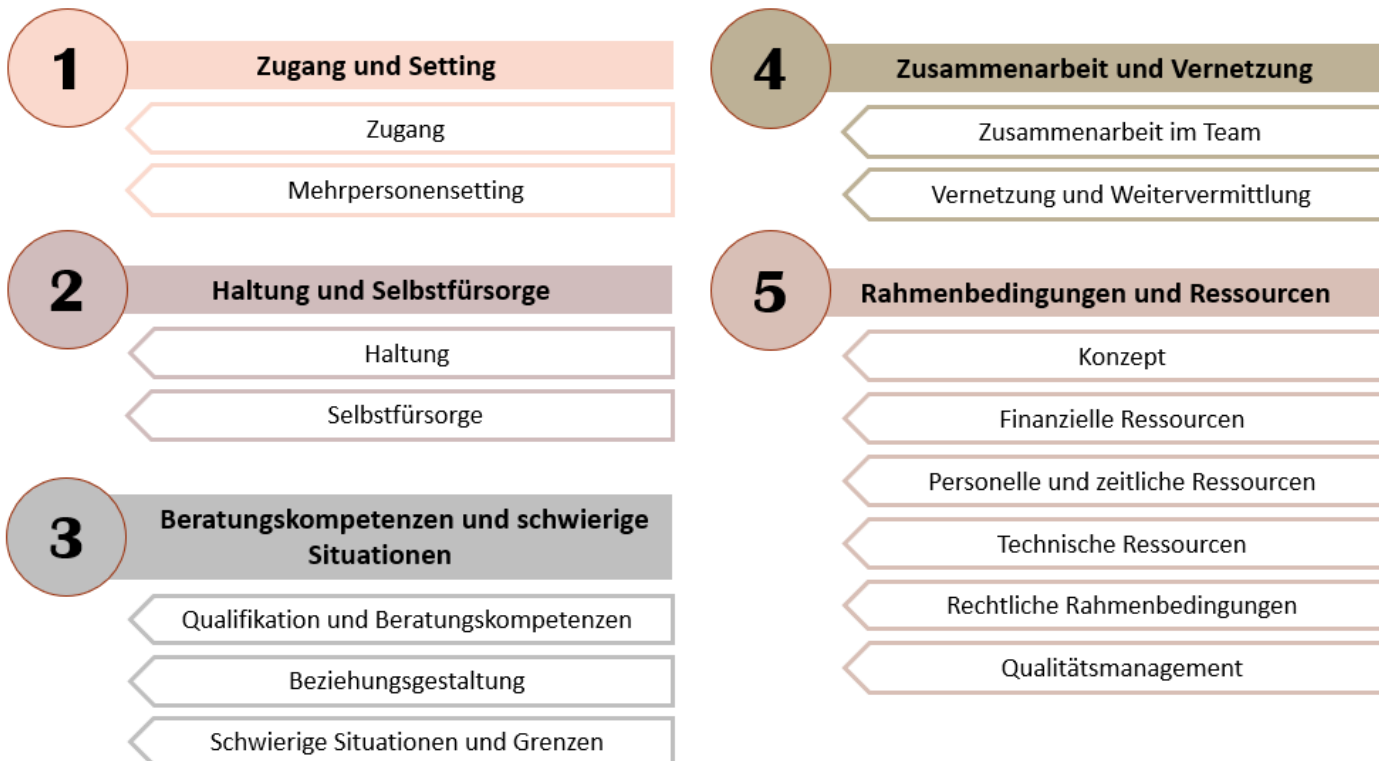 1
Zugang und Setting
Zugang
Mehrpersonensetting
2
Haltung und Selbstfürsorge
Haltung
Selbstfürsorge
3
Beratungskompetenzen und schwierige
Situationen
Qualifikation und Beratungskompetenzen
Beziehungsgestaltung
Schwierige Situationen und Grenzen
4
Zusammenarbeit und Vernetzung
Zusammenarbeit im Team
Vernetzung und Weitervermittlung
5
Rahmenbedingungen und Ressourcen
Konzept
Finanzielle Ressourcen
Personelle und zeitliche Ressourcen
Technische Ressourcen
Rechtliche Rahmenbedingungen
Qualitätsmanagement